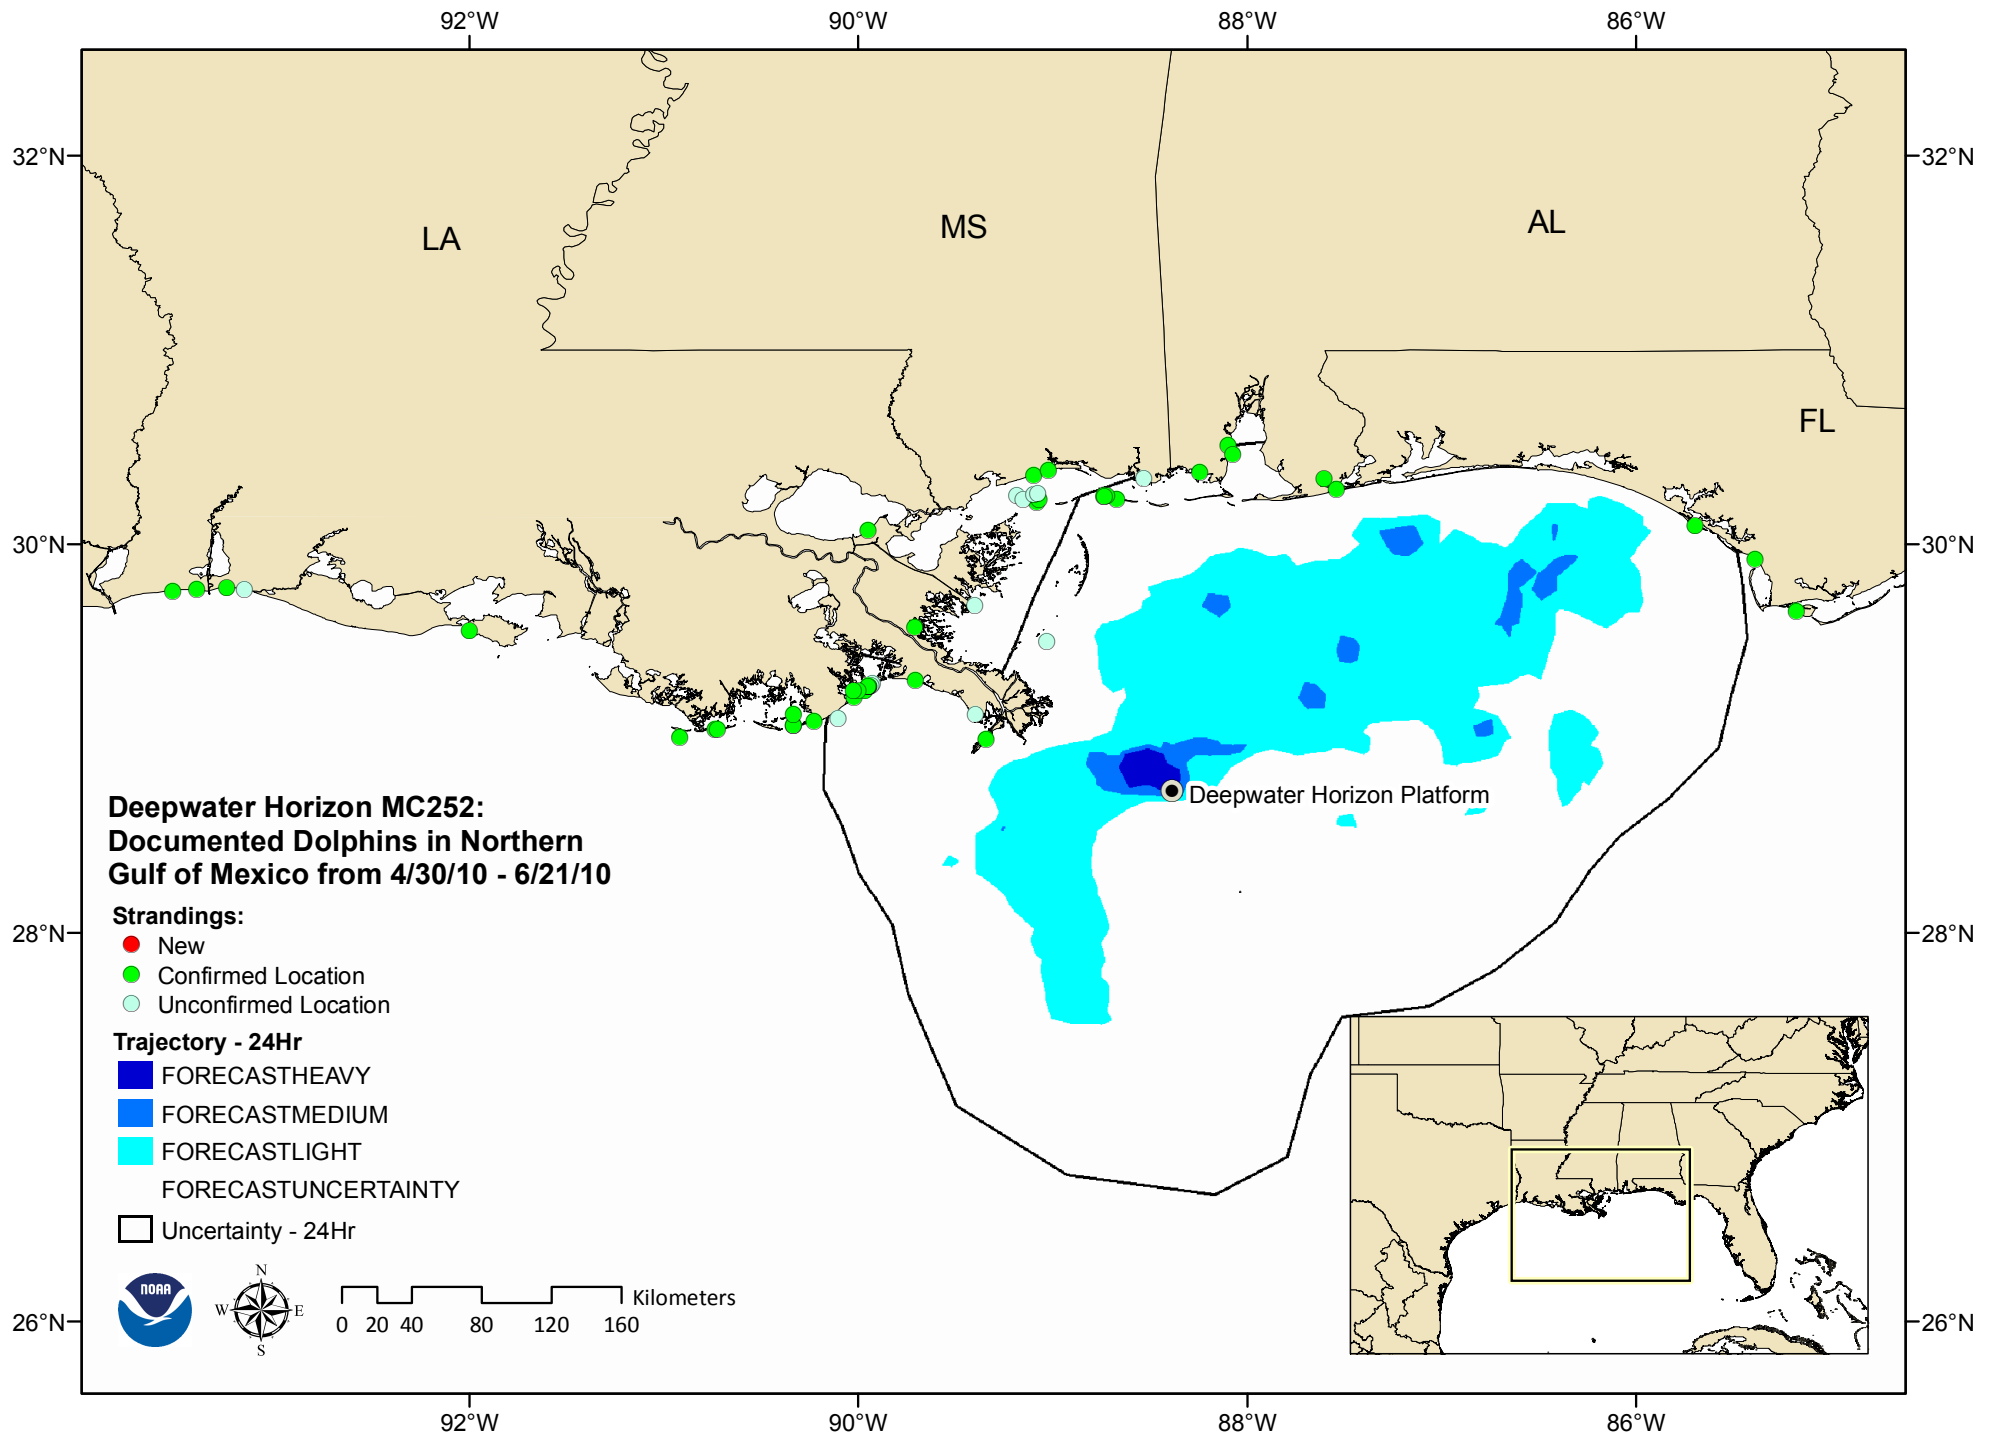 92°W
90°W
88°W
86°W
32°N
32°N
LA
MS
AL
FL
30°N
30°N
Deepwater Horizon Platform
Deepwater Horizon MC252:
Documented Dolphins in Northern
Gulf of Mexico from 4/30/10 - 6/21/10
Strandings:
New
Confirmed Location
Unconfirmed Location
28°N
28°N
Trajectory - 24Hr
FORECASTHEAVY
FORECASTMEDIUM
FORECASTLIGHT
FORECASTUNCERTAINTY
Uncertainty - 24Hr
NOAA
N
W
E
S
Kilometers
0 20 40 80 120 160
26°N
26°N
92°W
90°W
88°W
86°W